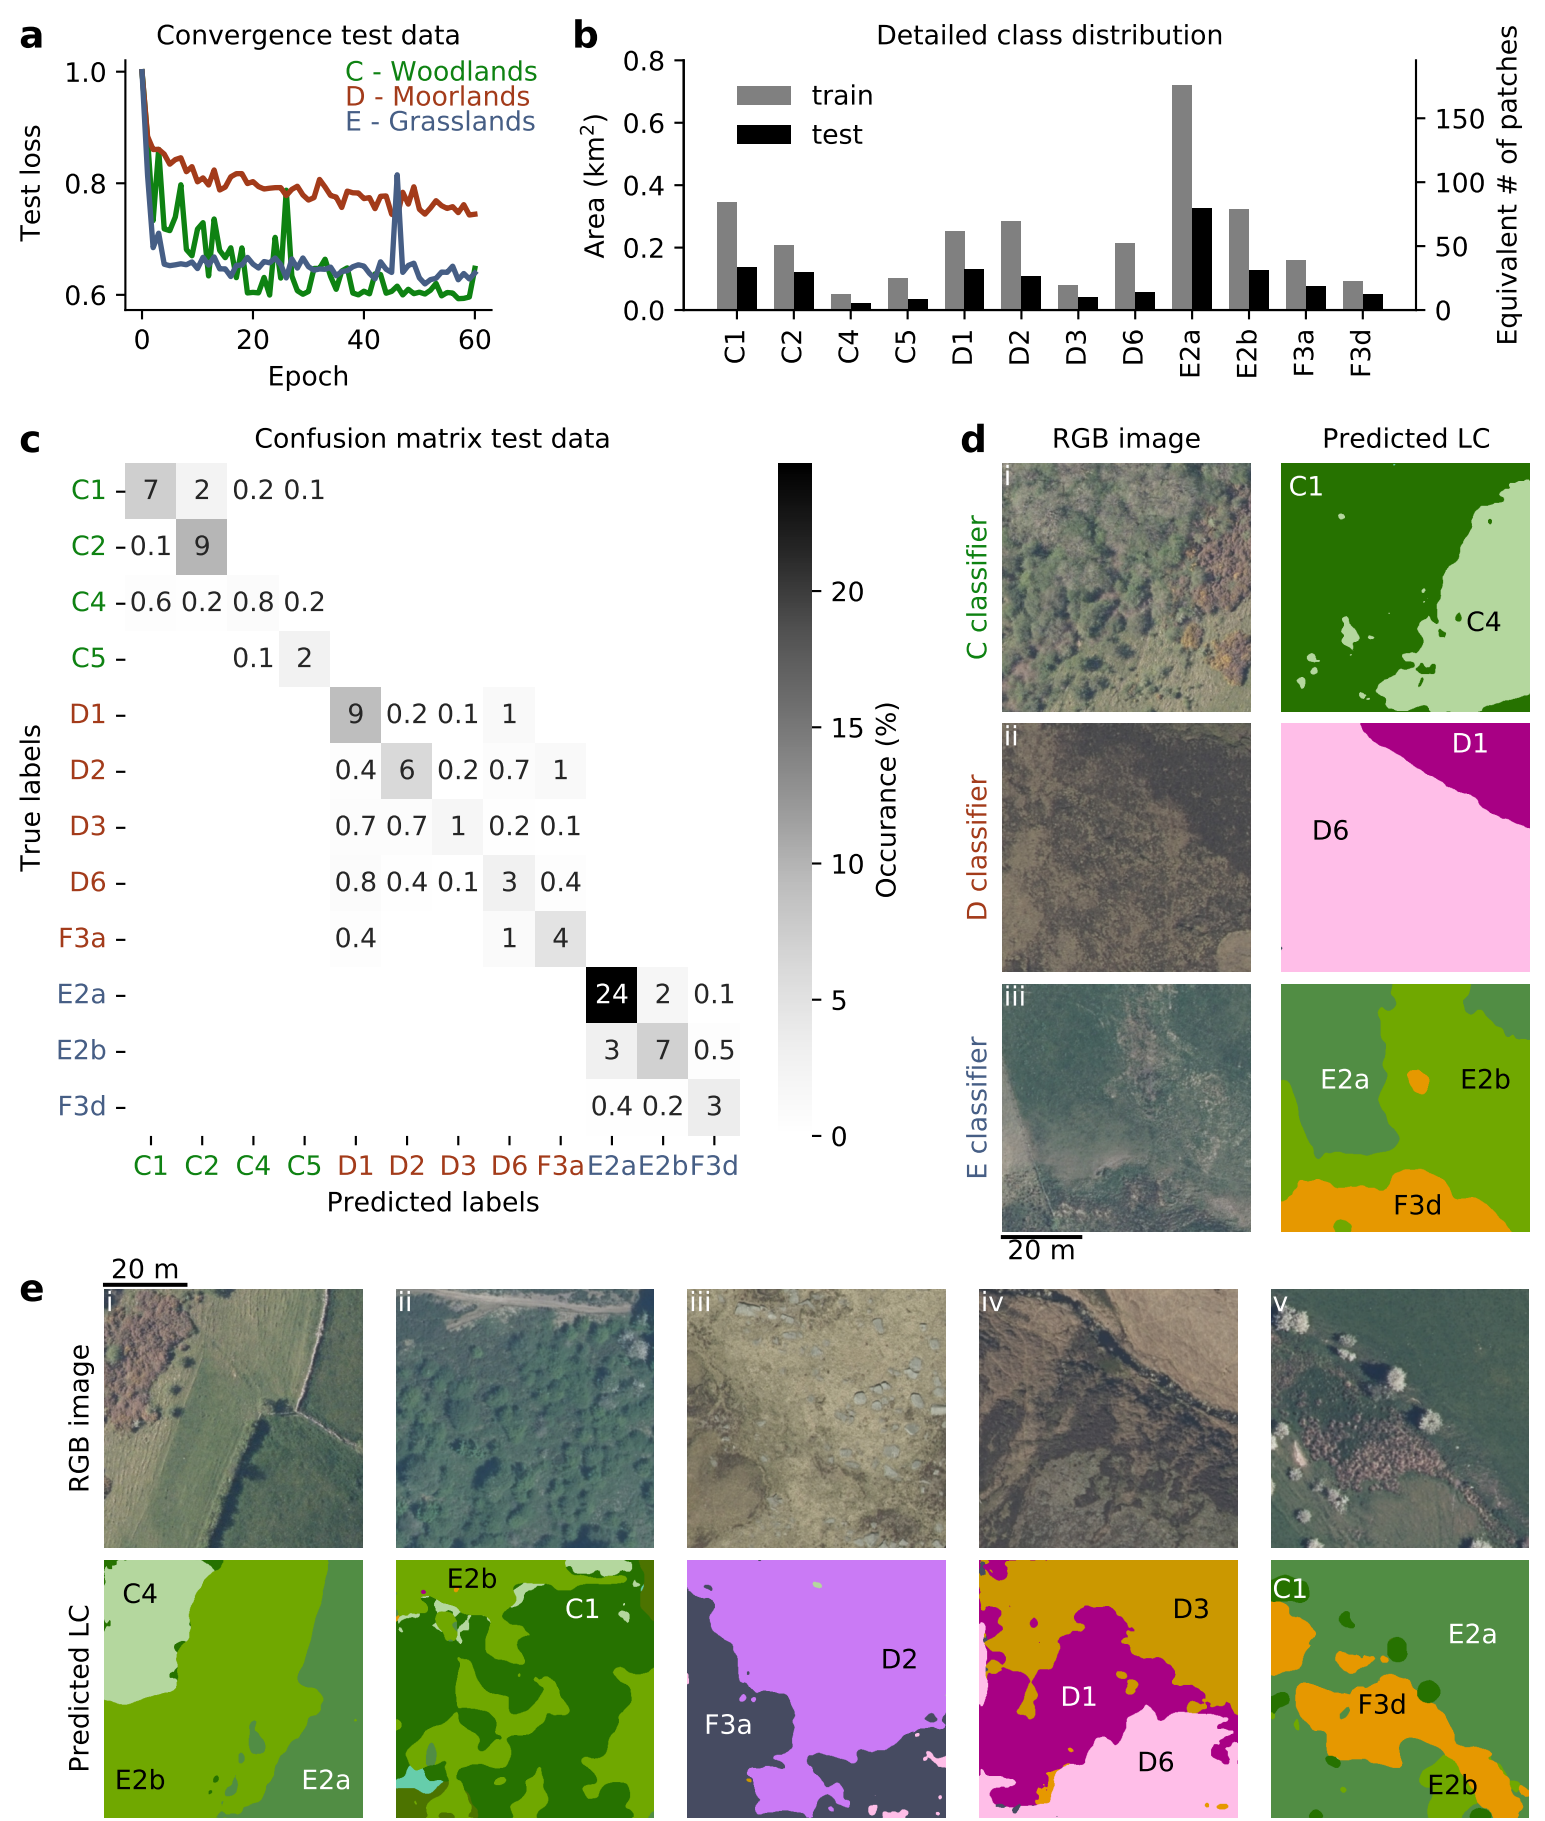 a
Convergence test data
C - Woodlands
D - Moorlands
E - Grasslands
Test loss
1.0
0.8
0.6
0
20
40
60
Epoch
b
Detailed class distribution
train
test
Area (km²)
0.8
0.6
0.4
0.2
0.0
150
100
50
0
Equivalent # of patches
C1
C2
C4
C5
D1
D2
D3
D6
E2a
E2b
F3a
F3d
c
Confusion matrix test data
True labels
C1 7 2 0.2 0.1
C2 0.1 9
C4 0.6 0.2 0.8 0.2
C5 0.1 2
D1 9 0.2 0.1 1
D2 0.4 6 0.2 0.7 1
D3 0.7 0.7 1 0.2 0.1
D6 0.8 0.4 0.1 3 0.4
F3a 0.4 1 4
E2a 24 2 0.1
E2b 3 7 0.5
F3d 0.4 0.2 3
C1 C2 C4 C5 D1 D2 D3 D6 F3a E2a E2b F3d
Predicted labels
20
15
10
5
0
Occurance (%)
d
RGB image
Predicted LC
C classifier
i
C1
C4
D classifier
ii
D1
D6
E classifier
iii
E2a
E2b
F3d
20 m
e
20 m
RGB image
i
ii
iii
iv
v
Predicted LC
C4
E2b
E2a
E2b
C1
D2
F3a
D3
D1
D6
C1
E2a
F3d
E2b